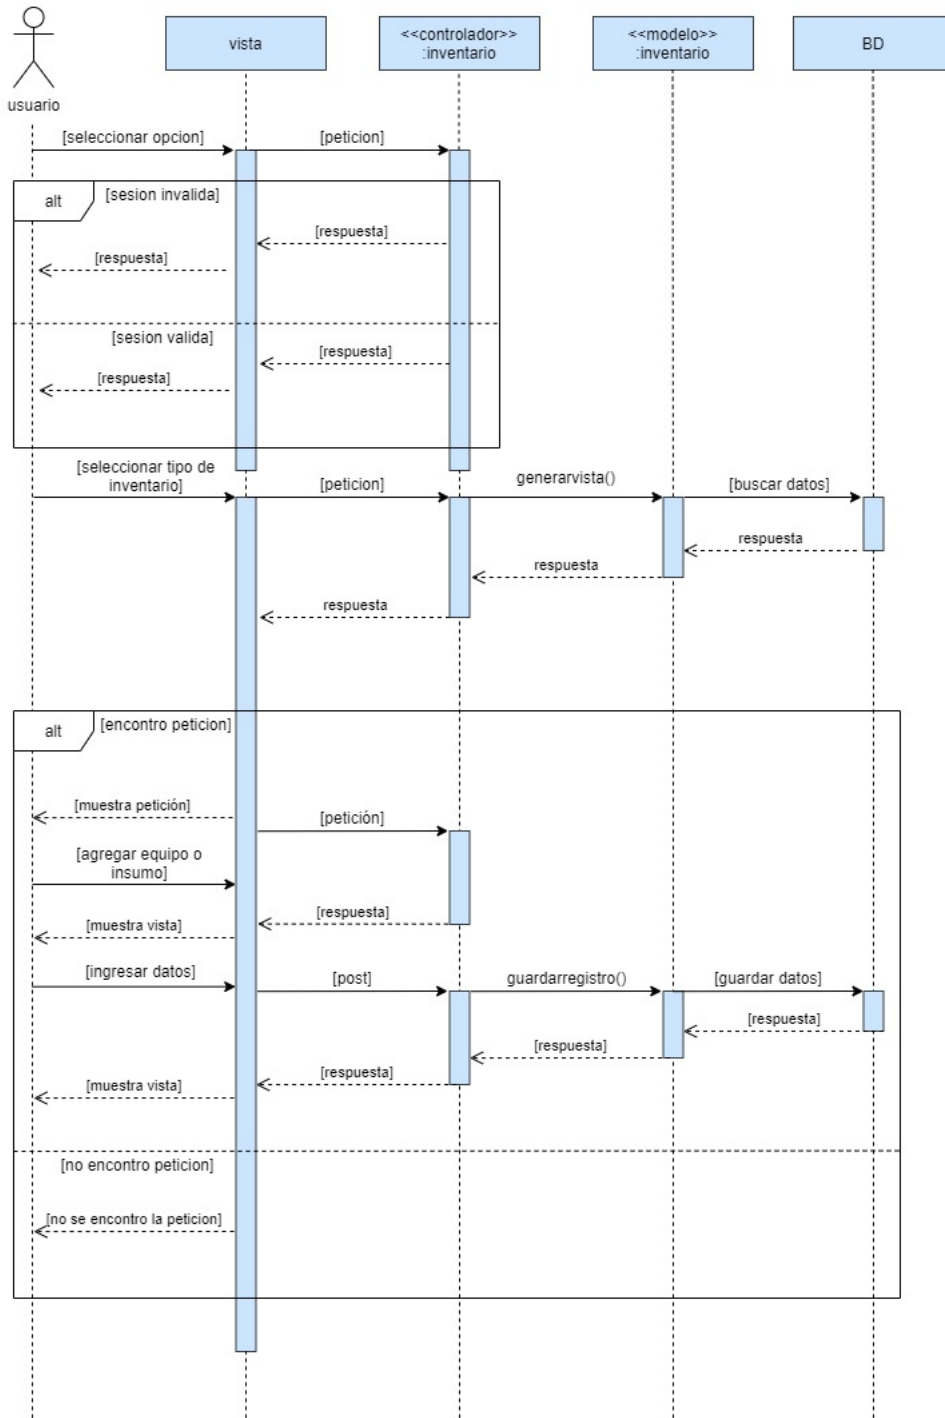 usuario
vista
<<controlador>>
:inventario
<<modelo>>
:inventario
BD
[seleccionar opcion]
[peticion]
alt
[sesion invalida]
[respuesta]
[respuesta]
[sesion valida]
[respuesta]
[respuesta]
[seleccionar tipo de
inventario]
[peticion]
generarvista()
[buscar datos]
respuesta
respuesta
respuesta
alt
[encontro peticion]
[muestra petición]
[petición]
[agregar equipo o
insumo]
[respuesta]
[muestra vista]
[ingresar datos]
[post]
guardarregistro()
[guardar datos]
[respuesta]
[respuesta]
[respuesta]
[muestra vista]
[no encontro peticion]
[no se encontro la peticion]